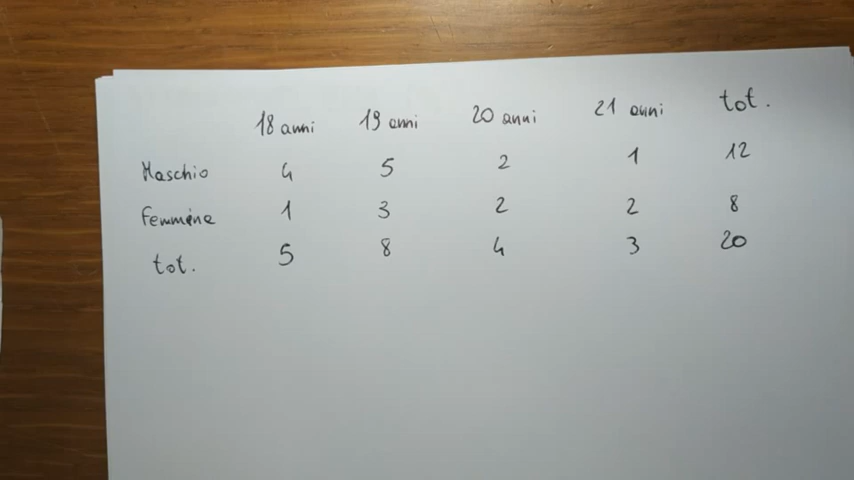 18 anni 19 anni 20 anni 21 anni tot.
Maschio 4 5 2 1 12
Femmina 1 3 2 2 8
tot. 5 8 4 3 20